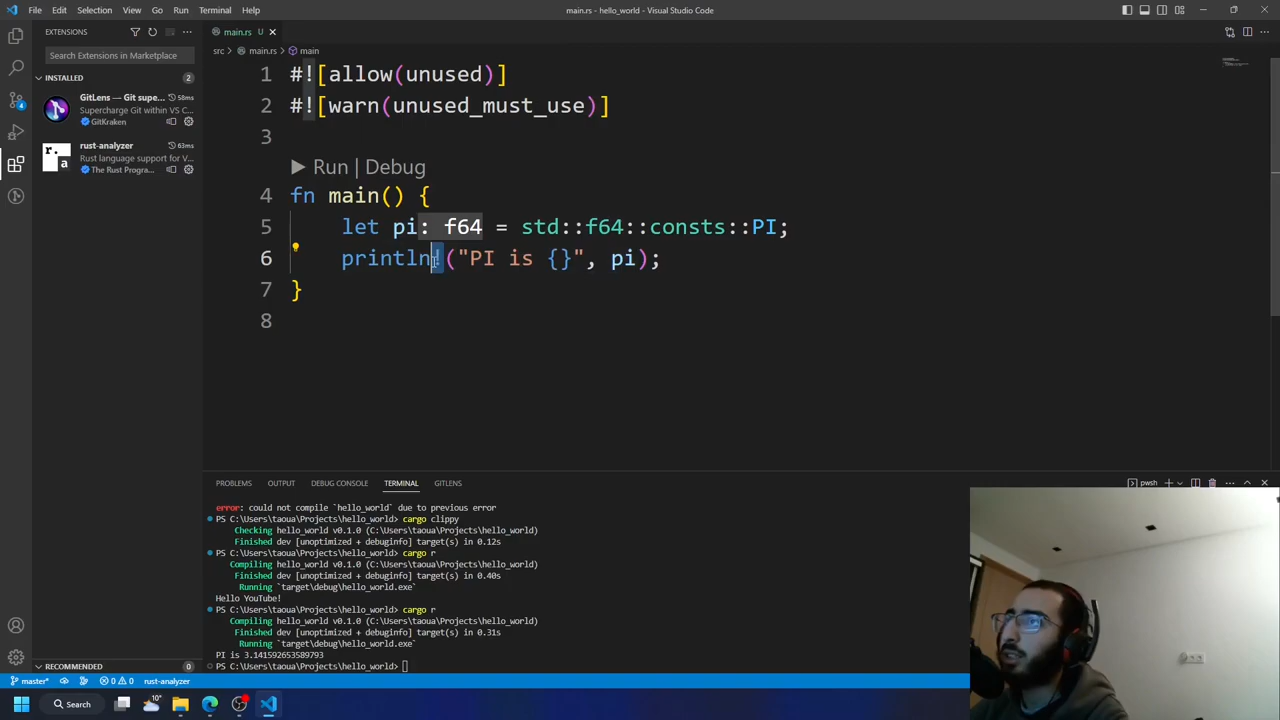 File Edit Selection View Go Run Terminal Help
main.rs - hello_world - Visual Studio Code
EXTENSIONS
main.rs U
Search Extensions in Marketplace
src > main.rs > main
INSTALLED 2
GitLens — Git supe... 58ms
Supercharge Git within VS C...
GitKraken
rust-analyzer 63ms
Rust language support for V...
The Rust Progra...
4
1 #![allow(unused)]
2 #![warn(unused_must_use)]
3
Run | Debug
4 fn main() {
5 let pi: f64 = std::f64::consts::PI;
6 println!("PI is {}", pi);
7 }
8
PROBLEMS OUTPUT DEBUG CONSOLE TERMINAL GITLENS
pwsh
error: could not compile `hello_world` due to previous error
PS C:\Users\taoua\Projects\hello_world> cargo clippy
Checking hello_world v0.1.0 (C:\Users\taoua\Projects\hello_world)
Finished dev [unoptimized + debuginfo] target(s) in 0.12s
PS C:\Users\taoua\Projects\hello_world> cargo r
Compiling hello_world v0.1.0 (C:\Users\taoua\Projects\hello_world)
Finished dev [unoptimized + debuginfo] target(s) in 0.40s
Running `target\debug\hello_world.exe`
Hello YouTube!
PS C:\Users\taoua\Projects\hello_world> cargo r
Compiling hello_world v0.1.0 (C:\Users\taoua\Projects\hello_world)
Finished dev [unoptimized + debuginfo] target(s) in 0.31s
Running `target\debug\hello_world.exe`
PI is 3.141592653589793
PS C:\Users\taoua\Projects\hello_world>
RECOMMENDED 0
master* 0 0 rust-analyzer
Search
10°